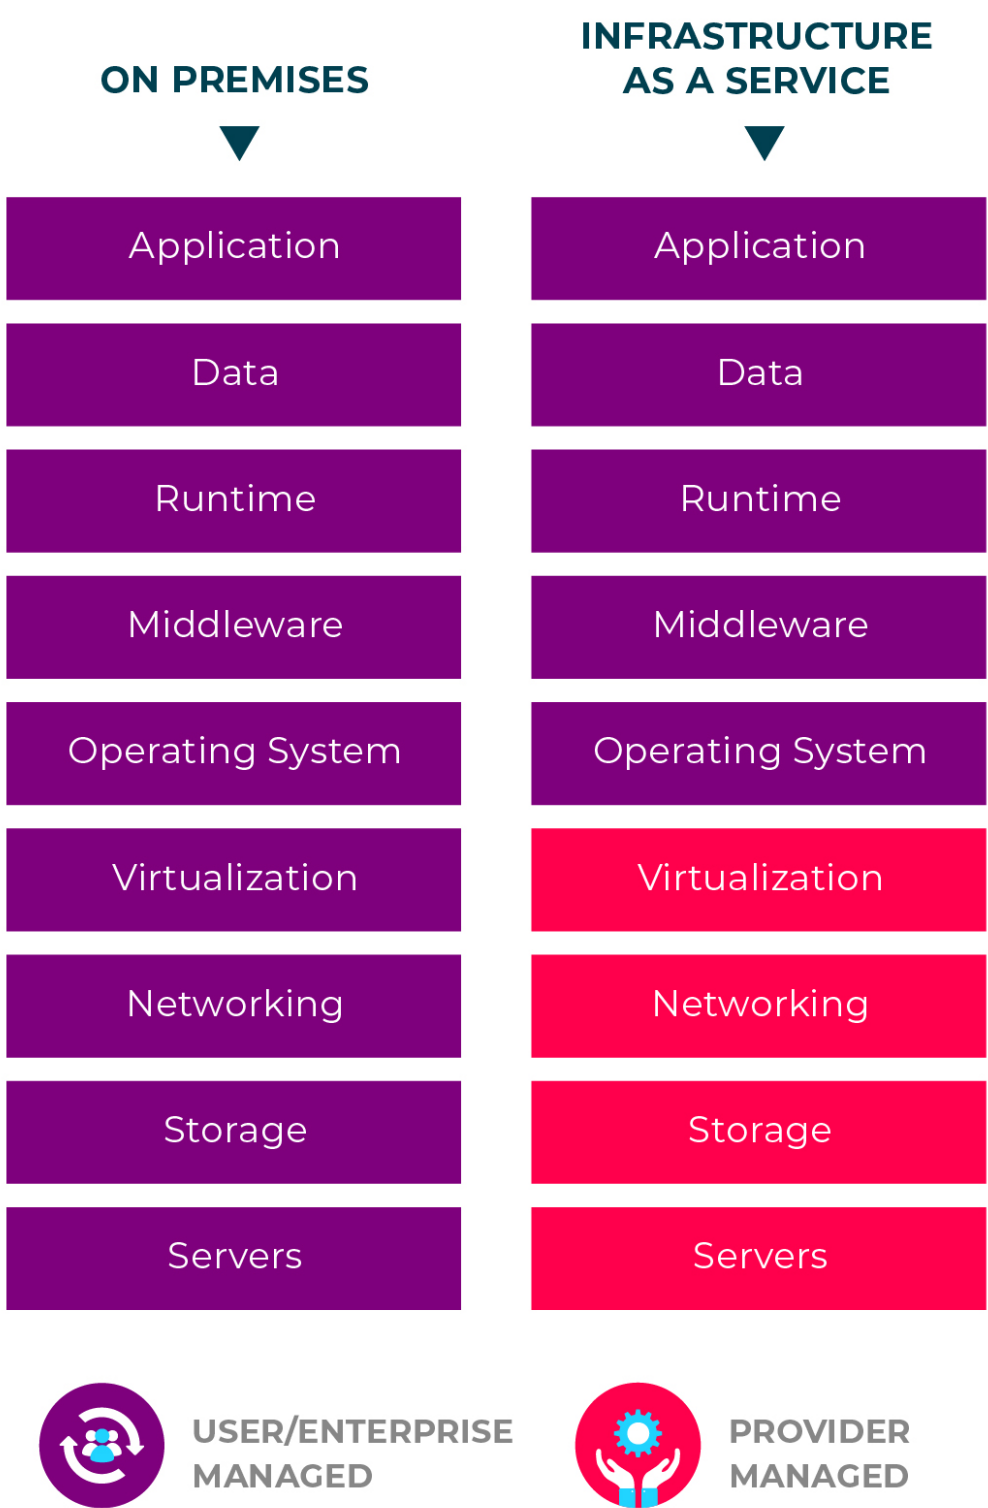 ON PREMISES
INFRASTRUCTURE
AS A SERVICE
Application
Data
Runtime
Middleware
Operating System
Virtualization
Networking
Storage
Servers
Application
Data
Runtime
Middleware
Operating System
Virtualization
Networking
Storage
Servers
USER/ENTERPRISE
MANAGED
PROVIDER
MANAGED